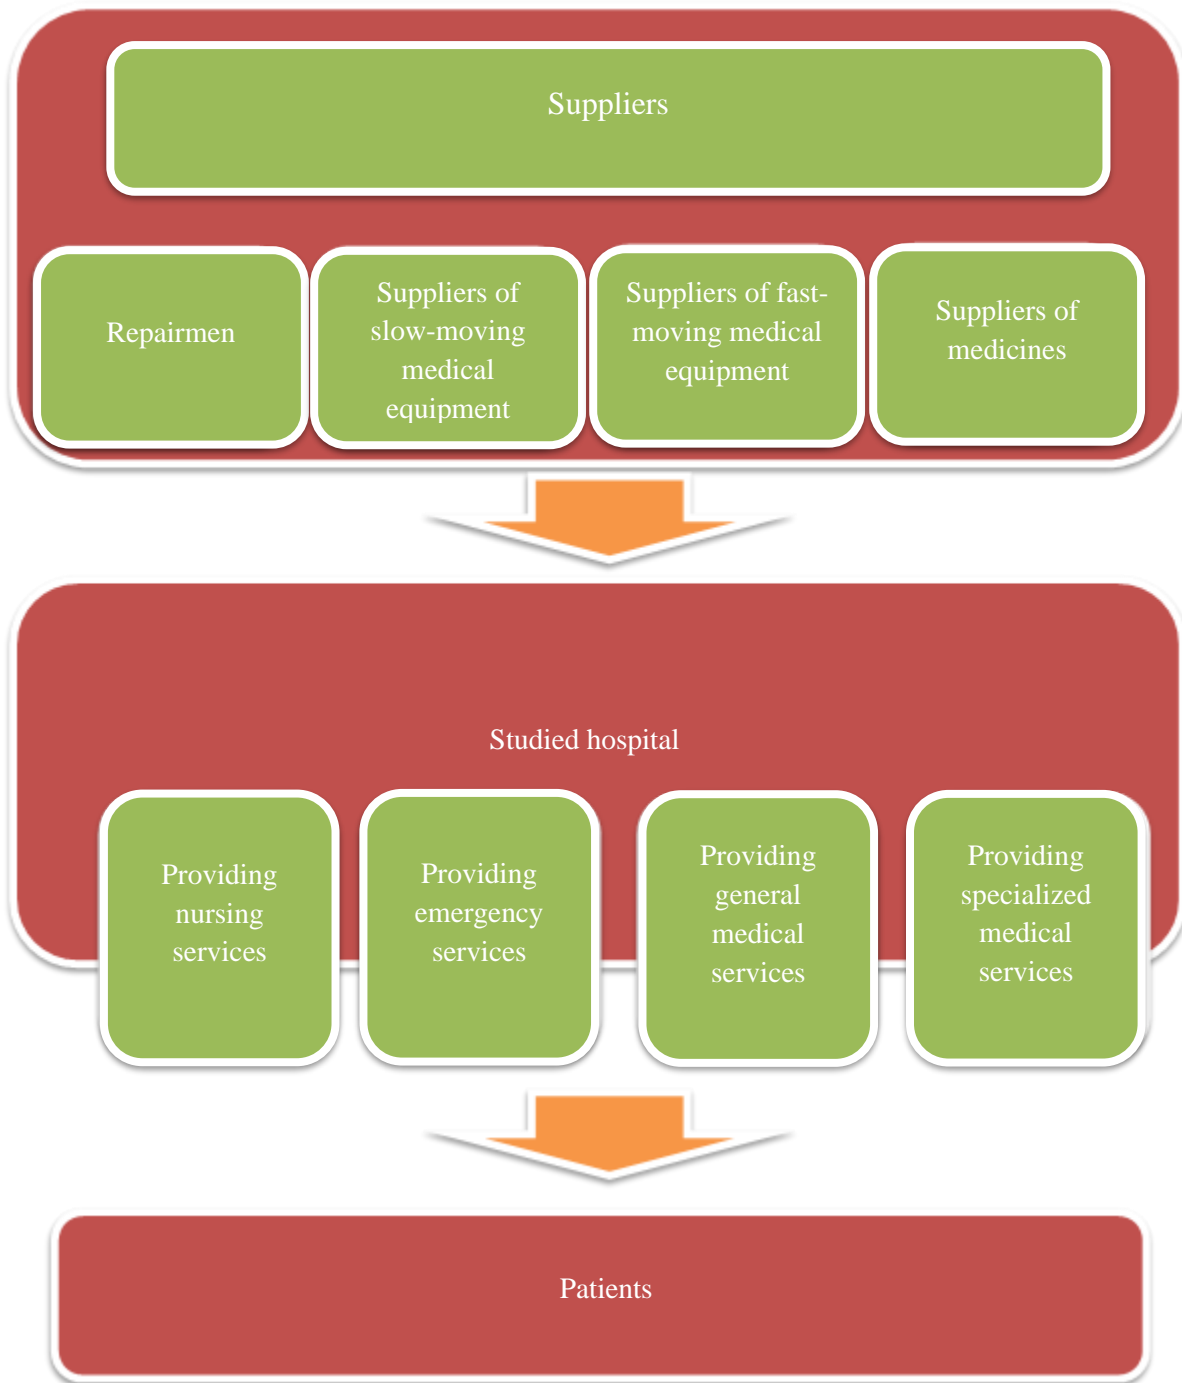 Suppliers
Repairmen
Suppliers of
slow-moving
medical
equipment
Suppliers of fast-
moving medical
equipment
Suppliers of
medicines
Studied hospital
Providing
nursing
services
Providing
emergency
services
Providing
general
medical
services
Providing
specialized
medical
services
Patients